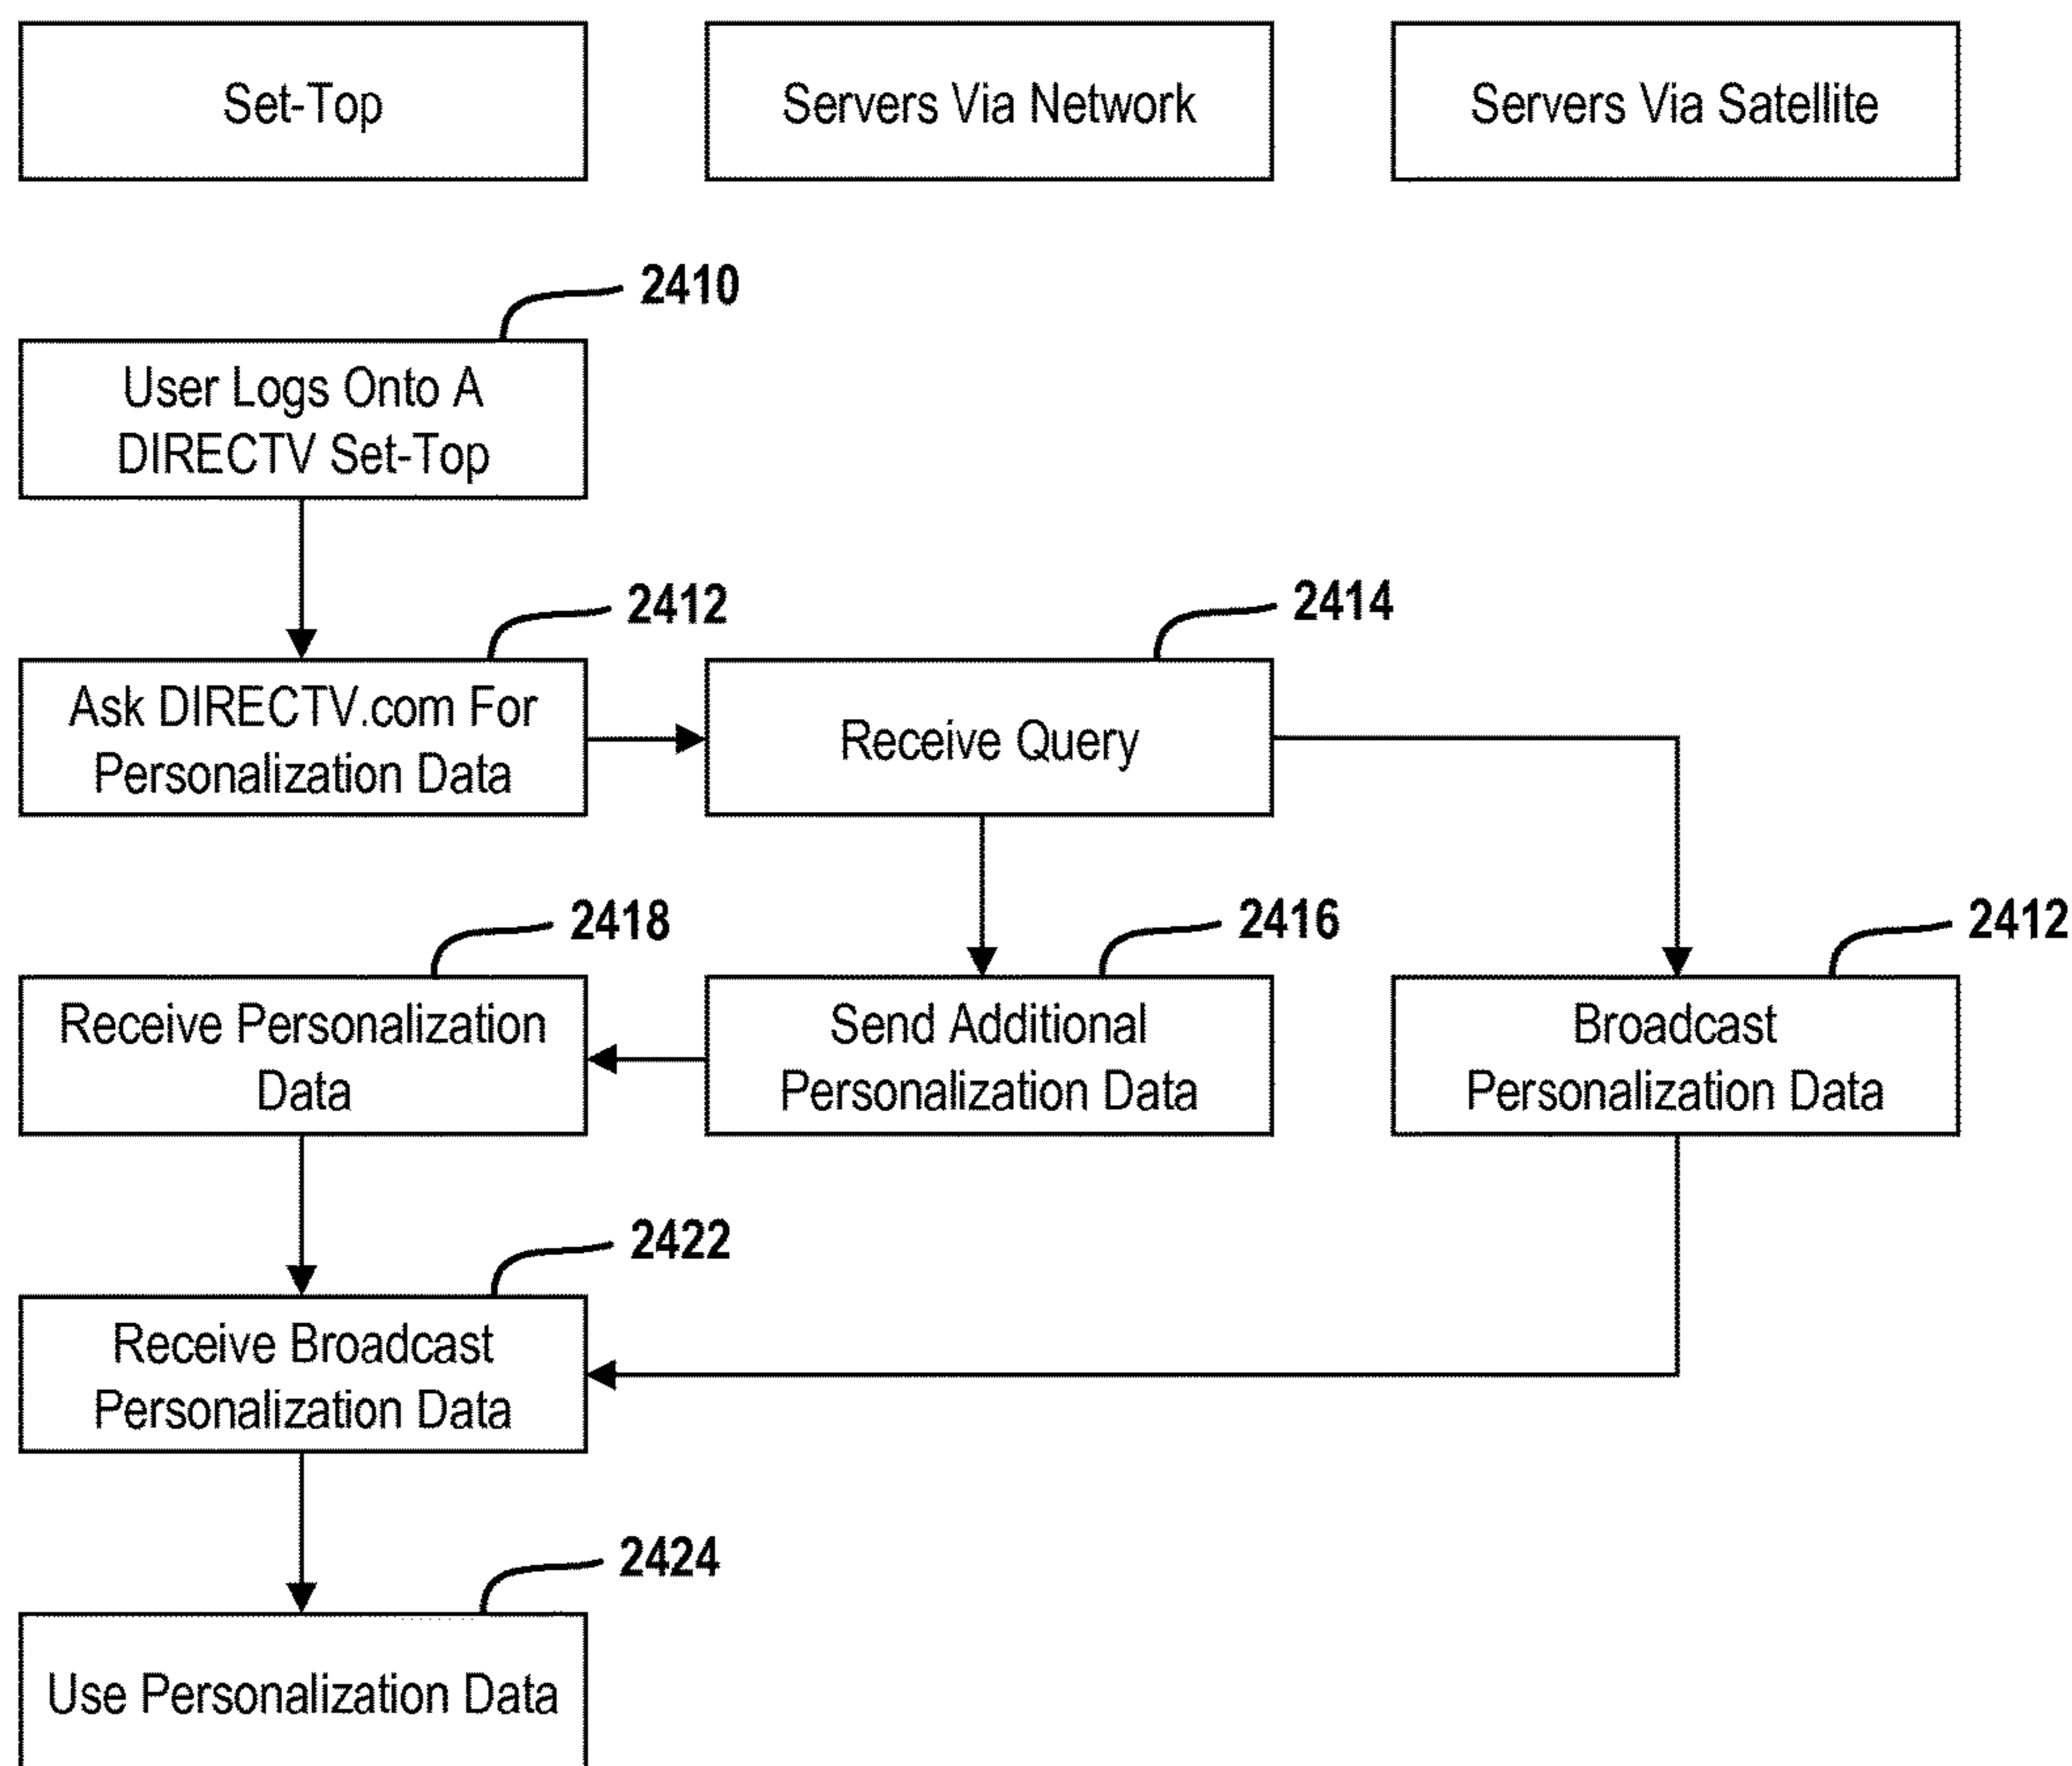 Set-Top
Servers Via Network
Servers Via Satellite
2410
User Logs Onto A
DIRECTV Set-Top
2412
Ask DIRECTV.com For
Personalization Data
2414
Receive Query
2418
Receive Personalization
Data
2416
Send Additional
Personalization Data
2412
Broadcast
Personalization Data
2422
Receive Broadcast
Personalization Data
2424
Use Personalization Data